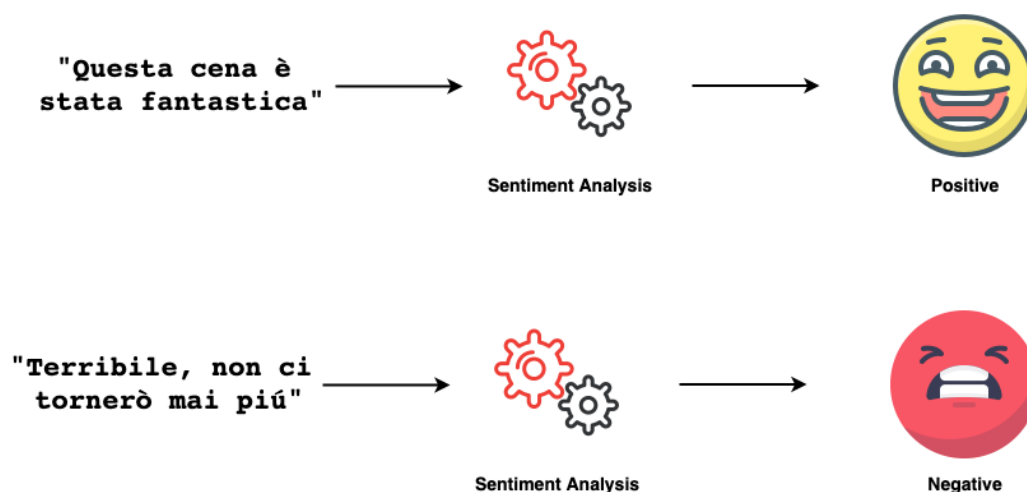 "Questa cena è
stata fantastica"
Sentiment Analysis
Positive
"Terribile, non ci
tornerò mai piú"
Sentiment Analysis
Negative